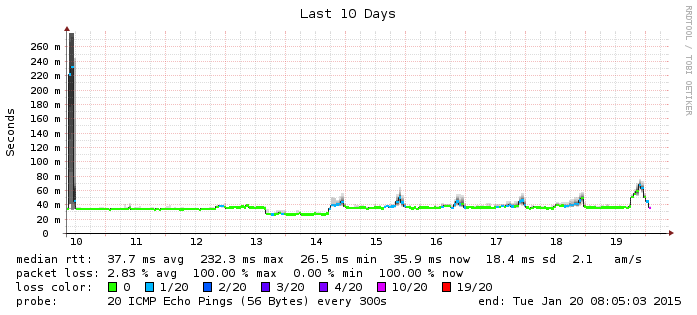 Last 10 Days
RRDTOOL / TOBI OETIKER
Seconds
260 m
240 m
220 m
200 m
180 m
160 m
140 m
120 m
100 m
80 m
60 m
40 m
20 m
0
10 11 12 13 14 15 16 17 18 19
median rtt: 37.7 ms avg 232.3 ms max 26.5 ms min 35.9 ms now 18.4 ms sd 2.1 am/s
packet loss: 2.83 % avg 100.00 % max 0.00 % min 100.00 % now
loss color: 0 1/20 2/20 3/20 4/20 10/20 19/20
probe: 20 ICMP Echo Pings (56 Bytes) every 300s end: Tue Jan 20 08:05:03 2015